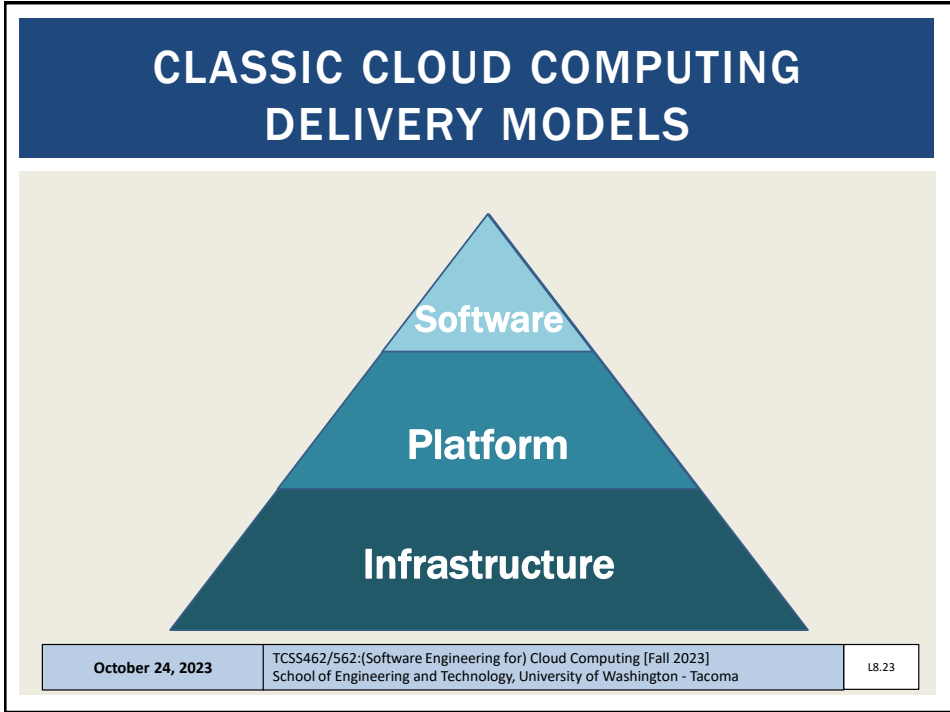 CLASSIC CLOUD COMPUTING
DELIVERY MODELS
Software
Platform
Infrastructure
October 24, 2023
TCSS462/562:(Software Engineering for) Cloud Computing [Fall 2023]
School of Engineering and Technology, University of Washington - Tacoma
L8.23